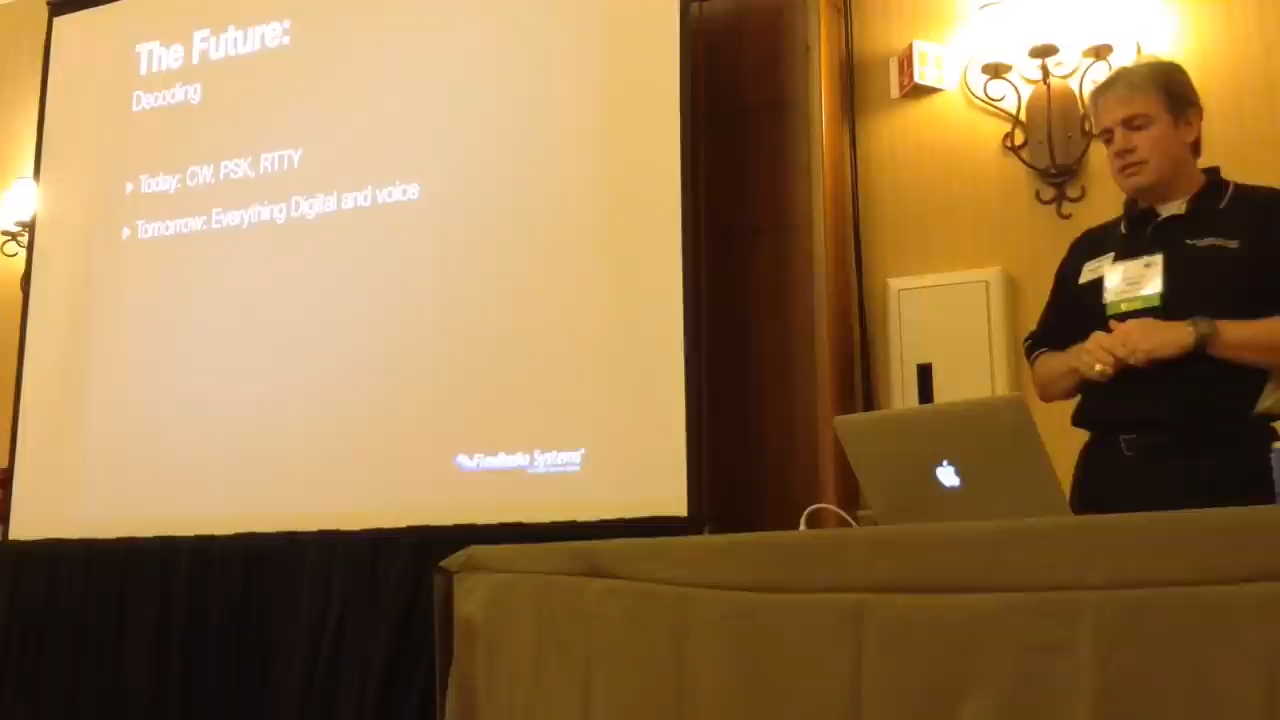 The Future:
Decoding
Today: CW, PSK, RTTY
Tomorrow: Everything Digital and voice
FlexRadio Systems